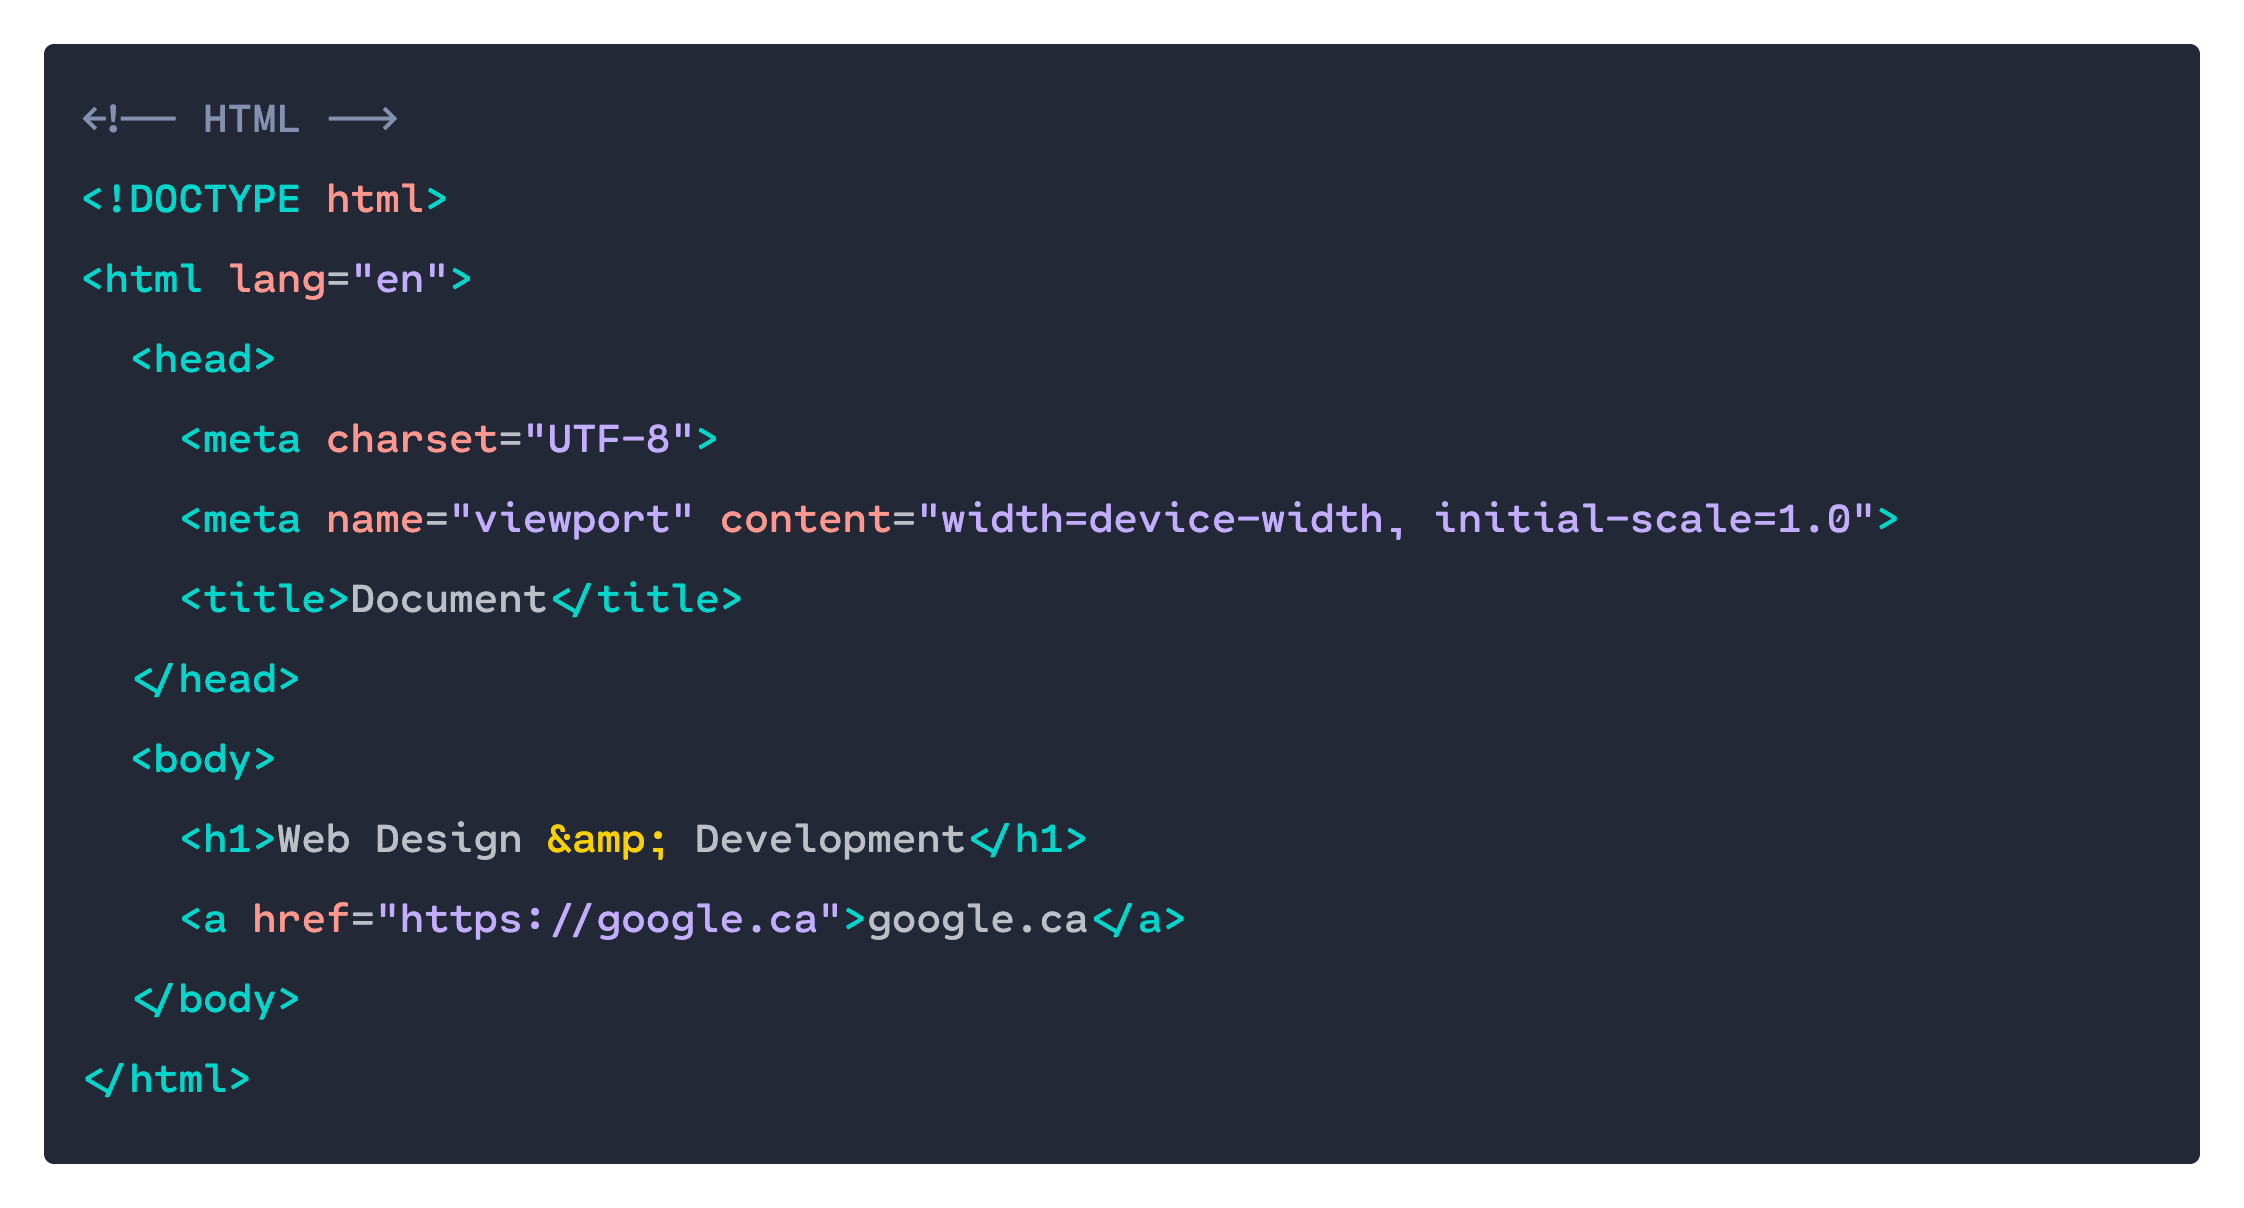 <!-- HTML -->
<!DOCTYPE html>
<html lang="en">
  <head>
    <meta charset="UTF-8">
    <meta name="viewport" content="width=device-width, initial-scale=1.0">
    <title>Document</title>
  </head>
  <body>
    <h1>Web Design &amp; Development</h1>
    <a href="https://google.ca">google.ca</a>
  </body>
</html>